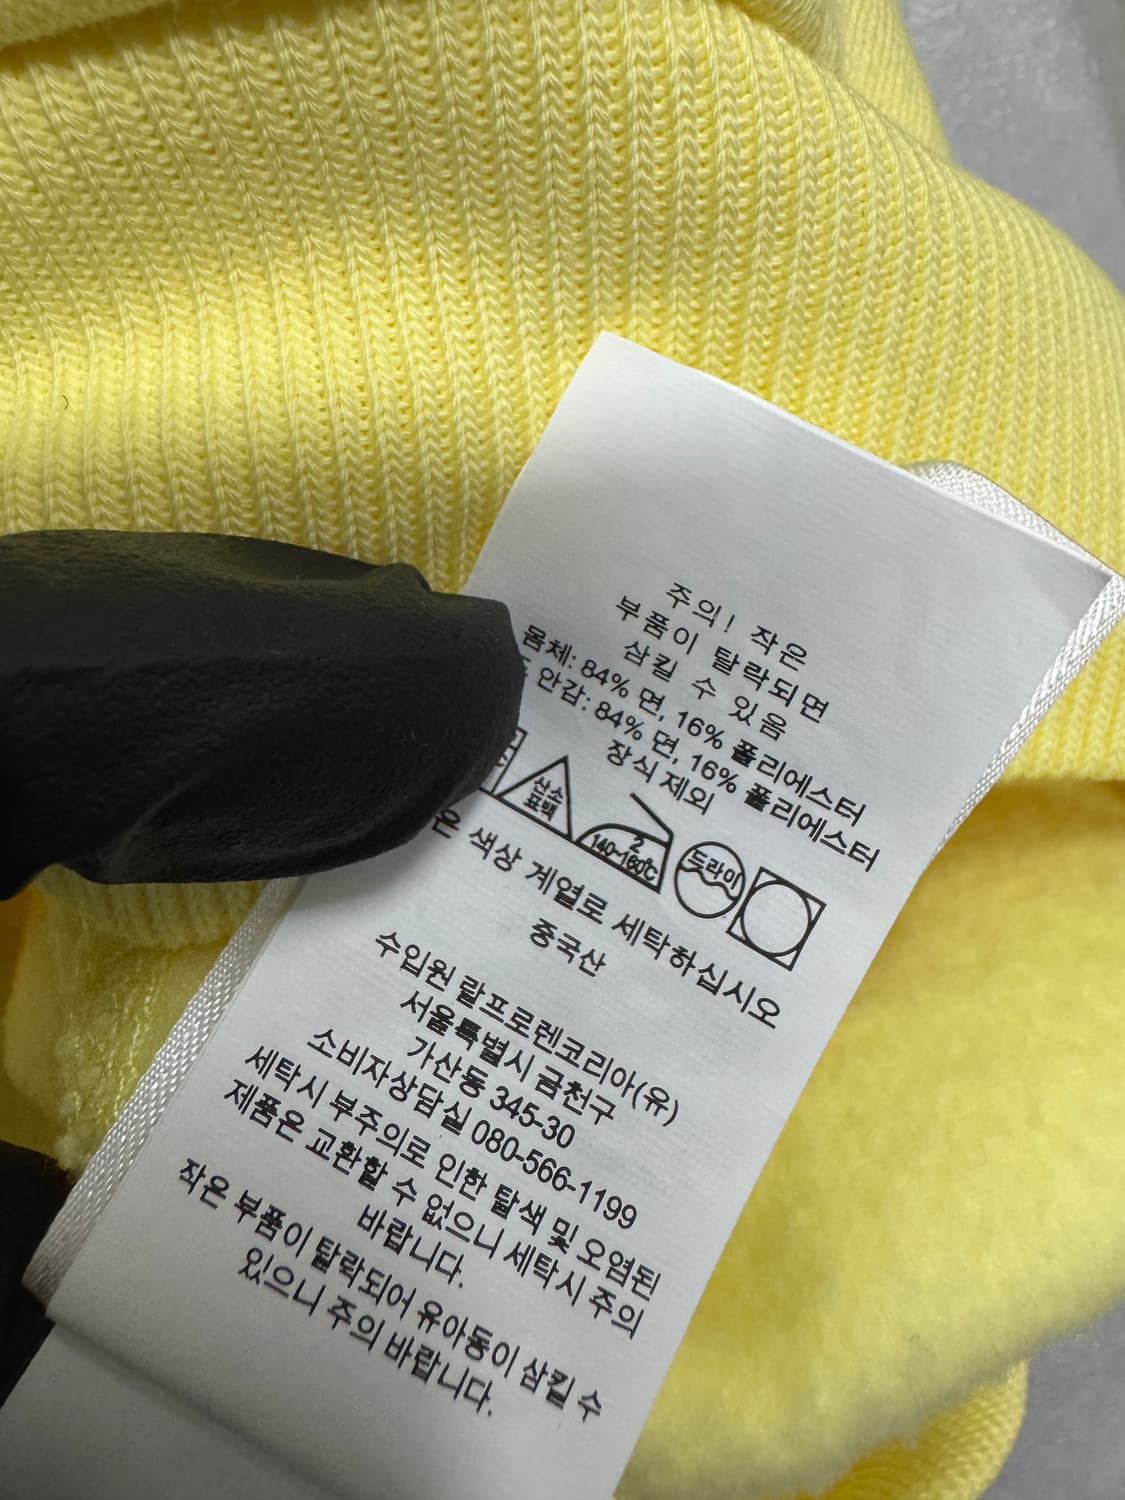 주의! 작은
부품이 탈락되면
삼킬 수 있음
몸체: 84% 면, 16% 폴리에스터
안감: 84% 면, 16% 폴리에스터
장식 제외
산소
표백
2
140~160℃
드라이
은 색상 계열로 세탁하십시오
중국산
수입원 랄프로렌코리아(유)
서울특별시 금천구
가산동 345-30
소비자상담실 080-566-1199
세탁시 부주의로 인한 탈색 및 오염된
제품은 교환할 수 없으니 세탁시 주의
바랍니다.
작은 부품이 탈락되어 유아동이 삼킬 수
있으니 주의 바랍니다.